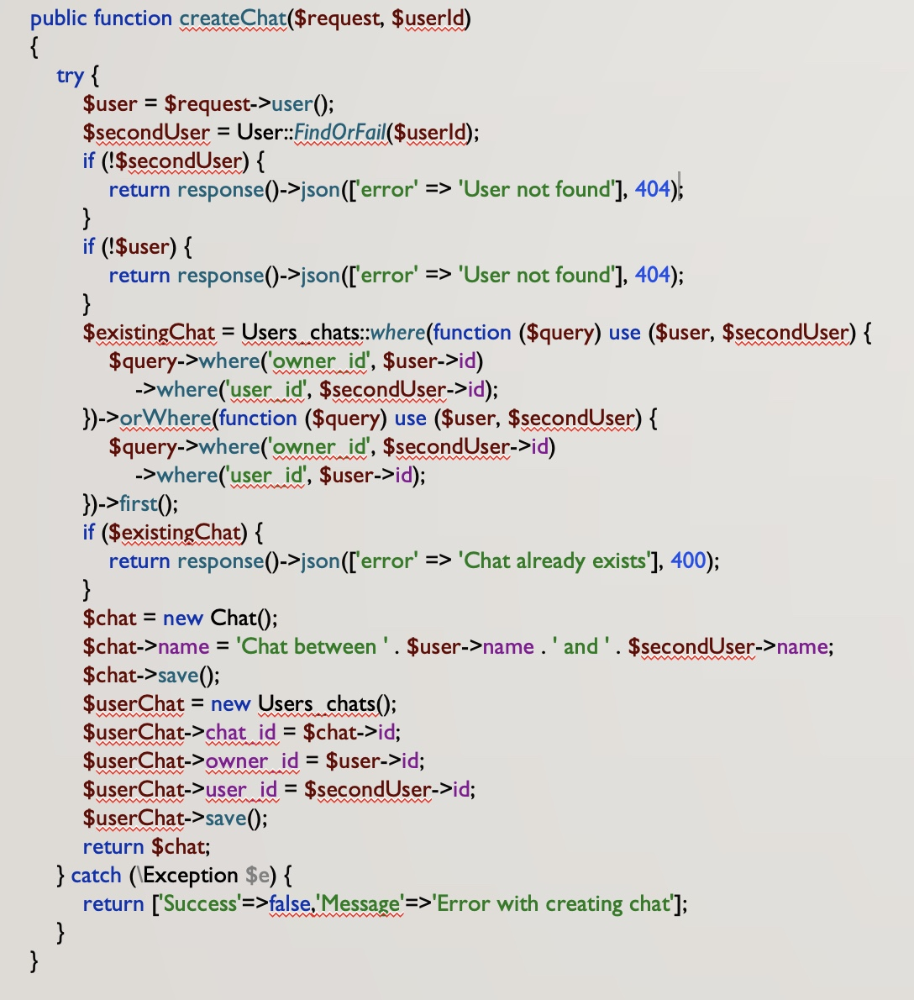 public function createChat($request, $userId)
{
    try {
        $user = $request->user();
        $secondUser = User::FindOrFail($userId);
        if (!$secondUser) {
            return response()->json(['error' => 'User not found'], 404);
        }
        if (!$user) {
            return response()->json(['error' => 'User not found'], 404);
        }
        $existingChat = Users_chats::where(function ($query) use ($user, $secondUser) {
            $query->where('owner_id', $user->id)
                ->where('user_id', $secondUser->id);
        })->orWhere(function ($query) use ($user, $secondUser) {
            $query->where('owner_id', $secondUser->id)
                ->where('user_id', $user->id);
        })->first();
        if ($existingChat) {
            return response()->json(['error' => 'Chat already exists'], 400);
        }
        $chat = new Chat();
        $chat->name = 'Chat between ' . $user->name . ' and ' . $secondUser->name;
        $chat->save();
        $userChat = new Users_chats();
        $userChat->chat_id = $chat->id;
        $userChat->owner_id = $user->id;
        $userChat->user_id = $secondUser->id;
        $userChat->save();
        return $chat;
    } catch (\Exception $e) {
        return ['Success'=>false,'Message'=>'Error with creating chat'];
    }
}